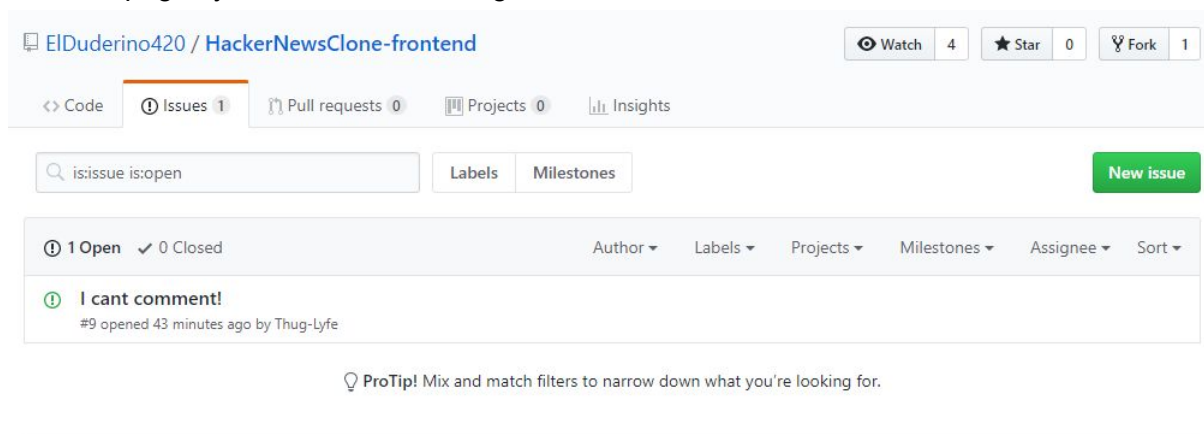 ElDuderino420 / HackerNewsClone-frontend Watch 4 Star 0 Fork 1
Code Issues 1 Pull requests 0 Projects 0 Insights
is:issue is:open Labels Milestones New issue
1 Open 0 Closed Author Labels Projects Milestones Assignee Sort
I cant comment!
#9 opened 43 minutes ago by Thug-Lyfe
ProTip! Mix and match filters to narrow down what you're looking for.